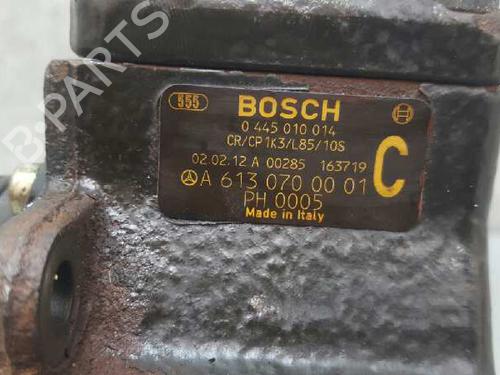 B-PARTS
555 BOSCH
0 445 010 014
CR/CP1K3/L85/10S
02.02.12 A 00285 163719
A 613 070 00 01 C
PH 0005
Made in Italy